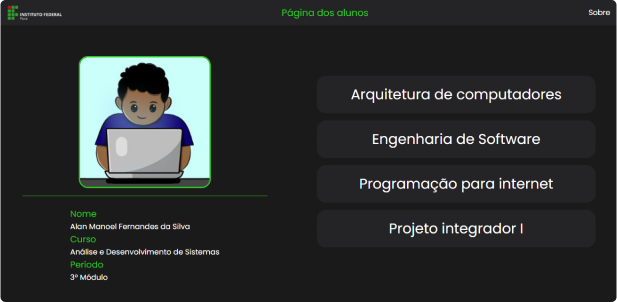 INSTITUTO FEDERAL
Página dos alunos
Sobre
Nome
Alan Manoel Fernandes da Silva
Curso
Análise e Desenvolvimento de Sistemas
Período
3º Módulo
Arquitetura de computadores
Engenharia de Software
Programação para internet
Projeto integrador I